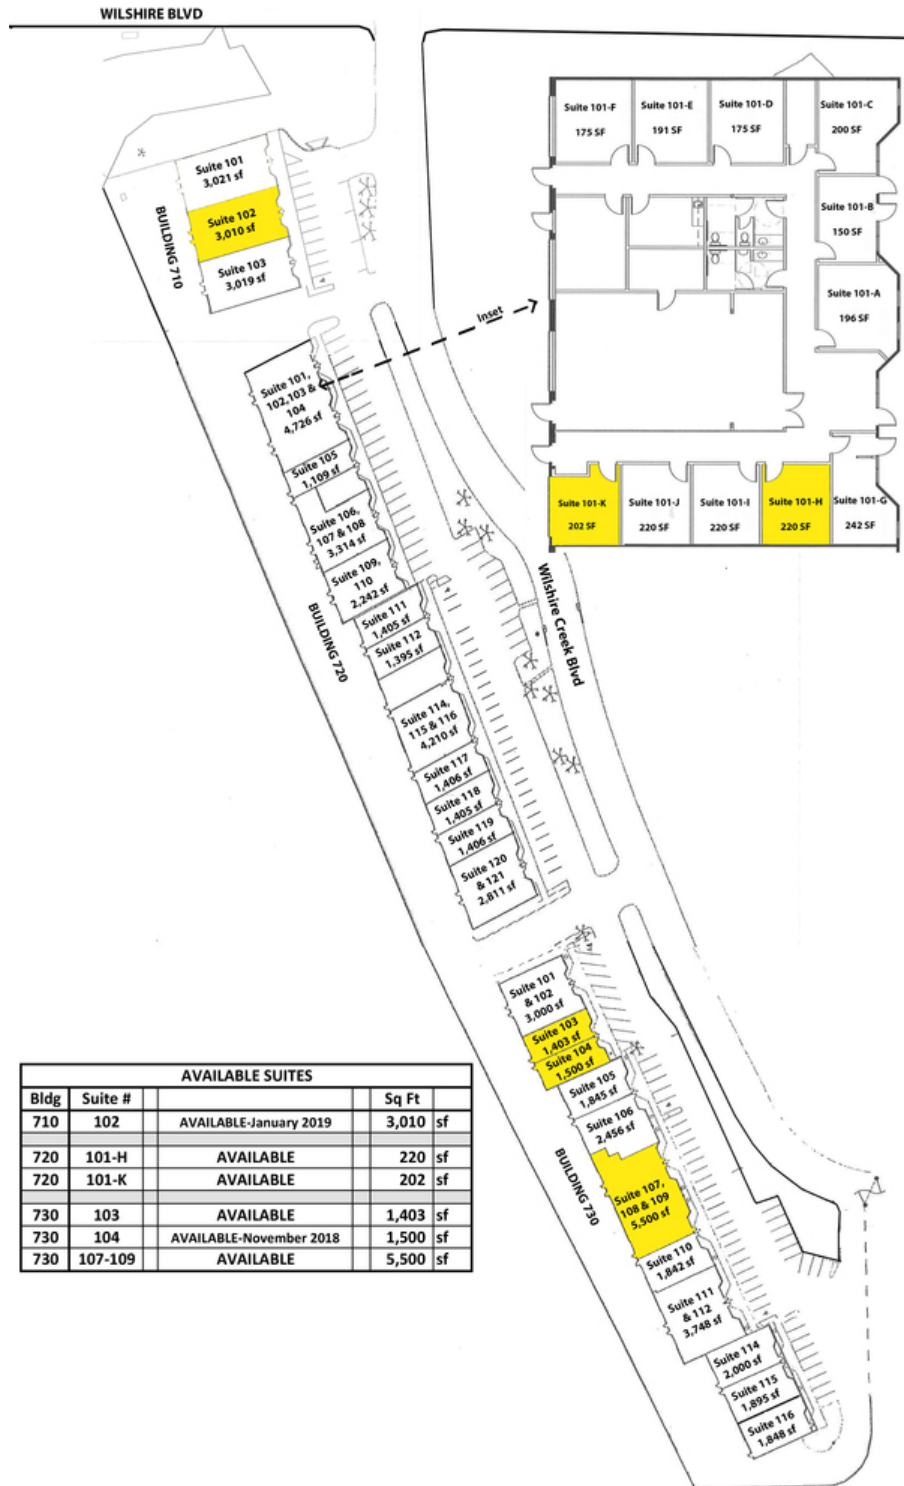 WILSHIRE BLVD
Suite 101
3,021 sf
Suite 102
3,010 sf
Suite 103
3,019 sf
BUILDING 710
Inset
Suite 101-F
175 SF
Suite 101-E
191 SF
Suite 101-D
175 SF
Suite 101-C
200 SF
Suite 101-B
150 SF
Suite 101-A
196 SF
Suite 101-K
202 SF
Suite 101-J
220 SF
Suite 101-I
220 SF
Suite 101-H
220 SF
Suite 101-G
242 SF
Suite 101,
102,103 &
104
4,726 sf
Suite 105
1,109 sf
Suite 106,
107 & 108
3,314 sf
Suite 109,
110
2,242 sf
Suite 111
1,405 sf
Suite 112
1,395 sf
BUILDING 720
Wilshire Creek Blvd
Suite 114,
115 & 116
4,210 sf
Suite 117
1,406 sf
Suite 118
1,405 sf
Suite 119
1,406 sf
Suite 120
& 121
2,811 sf
Suite 101
& 102
3,000 sf
Suite 103
1,403 sf
Suite 104
1,500 sf
Suite 105
1,845 sf
Suite 106
2,456 sf
Suite 107,
108 & 109
5,500 sf
BUILDING 730
Suite 110
1,842 sf
Suite 111
& 112
3,748 sf
Suite 114
2,000 sf
Suite 115
1,895 sf
Suite 116
1,848 sf
AVAILABLE SUITES
Bldg Suite # Sq Ft
710 102 AVAILABLE-January 2019 3,010 sf
720 101-H AVAILABLE 220 sf
720 101-K AVAILABLE 202 sf
730 103 AVAILABLE 1,403 sf
730 104 AVAILABLE-November 2018 1,500 sf
730 107-109 AVAILABLE 5,500 sf